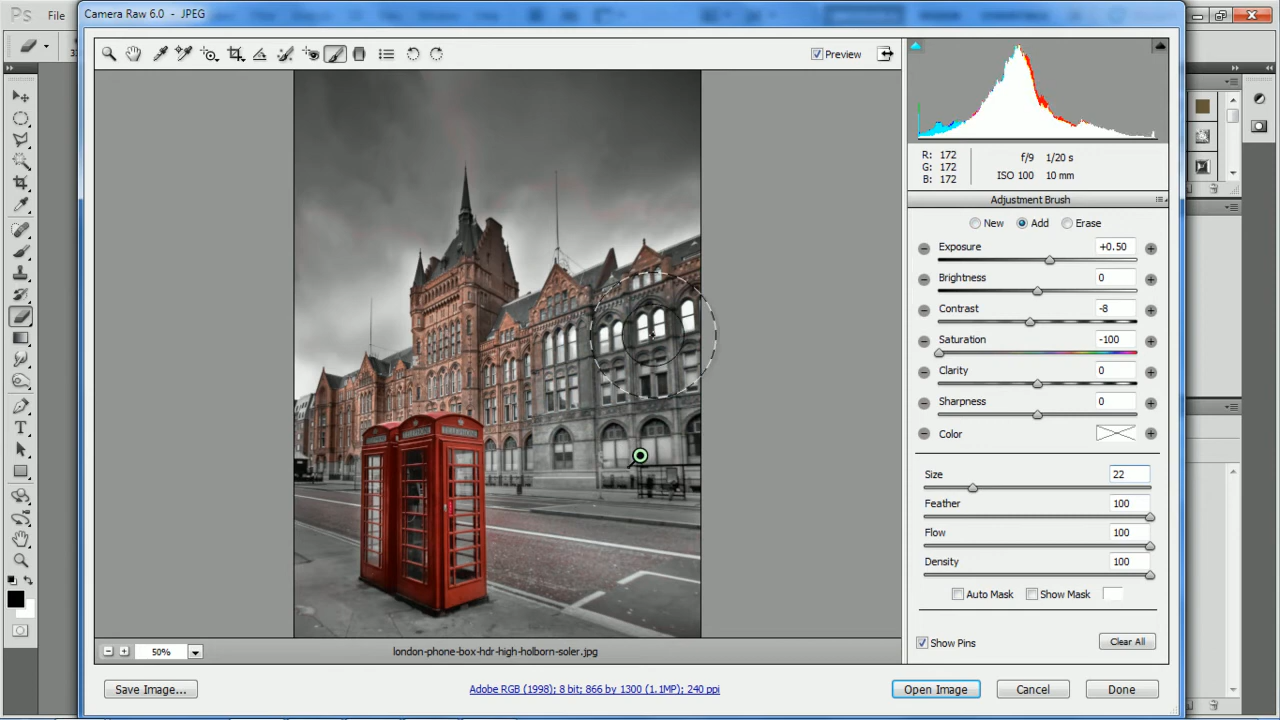 Camera Raw 6.0 - JPEG
Ps File
Preview
R: 172
G: 172
B: 172
f/9 1/20 s
ISO 100 10 mm
Adjustment Brush
New Add Erase
Exposure +0.50
Brightness 0
Contrast -8
Saturation -100
Clarity 0
Sharpness 0
Color
Size 22
Feather 100
Flow 100
Density 100
Auto Mask Show Mask
Show Pins Clear All
TELEPHONE TELEPHONE
50% london-phone-box-hdr-high-holborn-soler.jpg
Save Image... Adobe RGB (1998); 8 bit; 866 by 1300 (1.1MP); 240 ppi Open Image Cancel Done